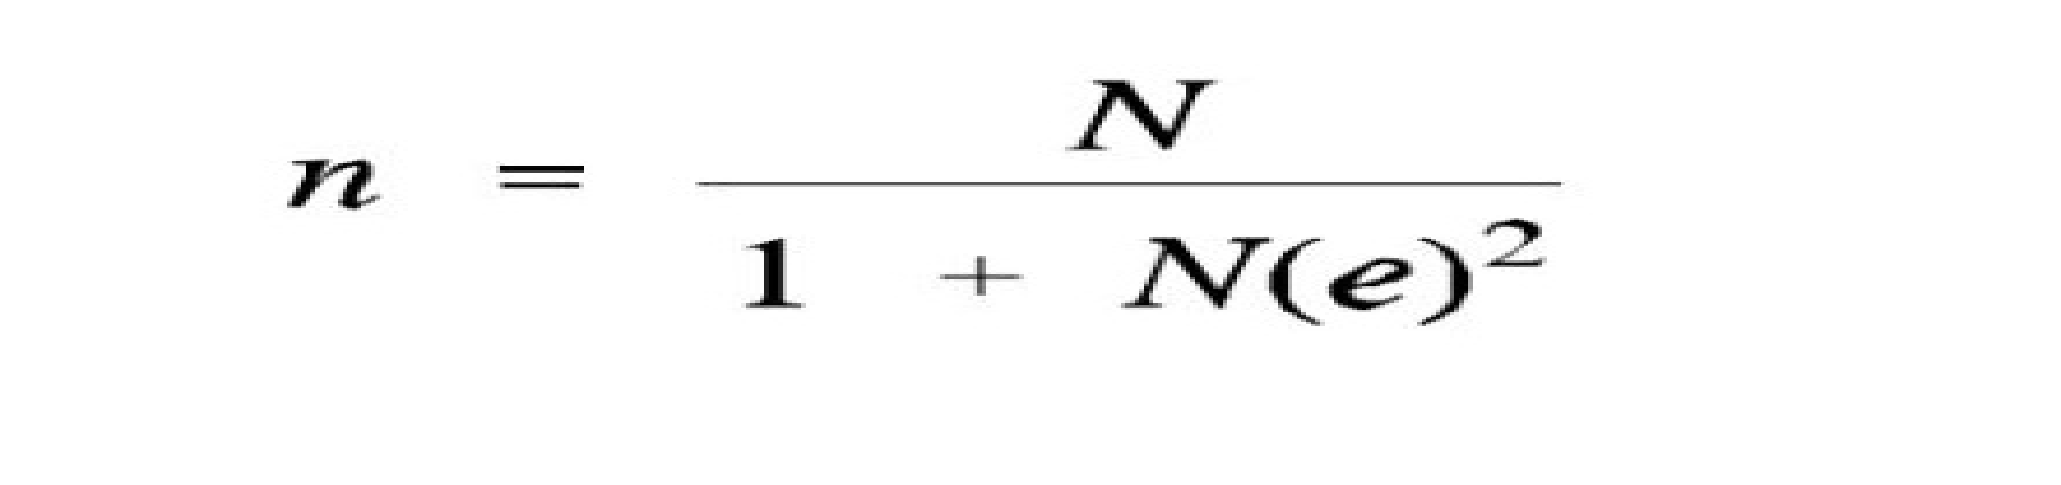 n = N / (1 + N(e)²)